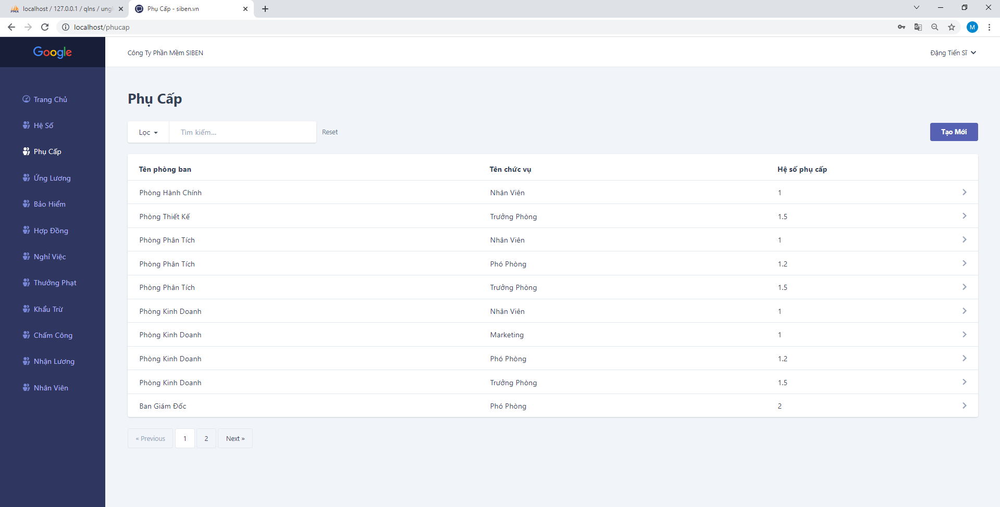 localhost / 127.0.0.1 / qlns / ung
Phụ Cấp - siben.vn
localhost/phucap
M
Google
Công Ty Phần Mềm SIBEN
Đặng Tiến Sĩ
Trang Chủ
Hệ Số
Phụ Cấp
Ứng Lương
Bảo Hiểm
Hợp Đồng
Nghỉ Việc
Thưởng Phạt
Khấu Trừ
Chấm Công
Nhận Lương
Nhân Viên
Phụ Cấp
Lọc Tìm kiếm... Reset Tạo Mới
Tên phòng ban Tên chức vụ Hệ số phụ cấp
Phòng Hành Chính Nhân Viên 1
Phòng Thiết Kế Trưởng Phòng 1.5
Phòng Phân Tích Nhân Viên 1
Phòng Phân Tích Phó Phòng 1.2
Phòng Phân Tích Trưởng Phòng 1.5
Phòng Kinh Doanh Nhân Viên 1
Phòng Kinh Doanh Marketing 1
Phòng Kinh Doanh Phó Phòng 1.2
Phòng Kinh Doanh Trưởng Phòng 1.5
Ban Giám Đốc Phó Phòng 2
« Previous 1 2 Next »